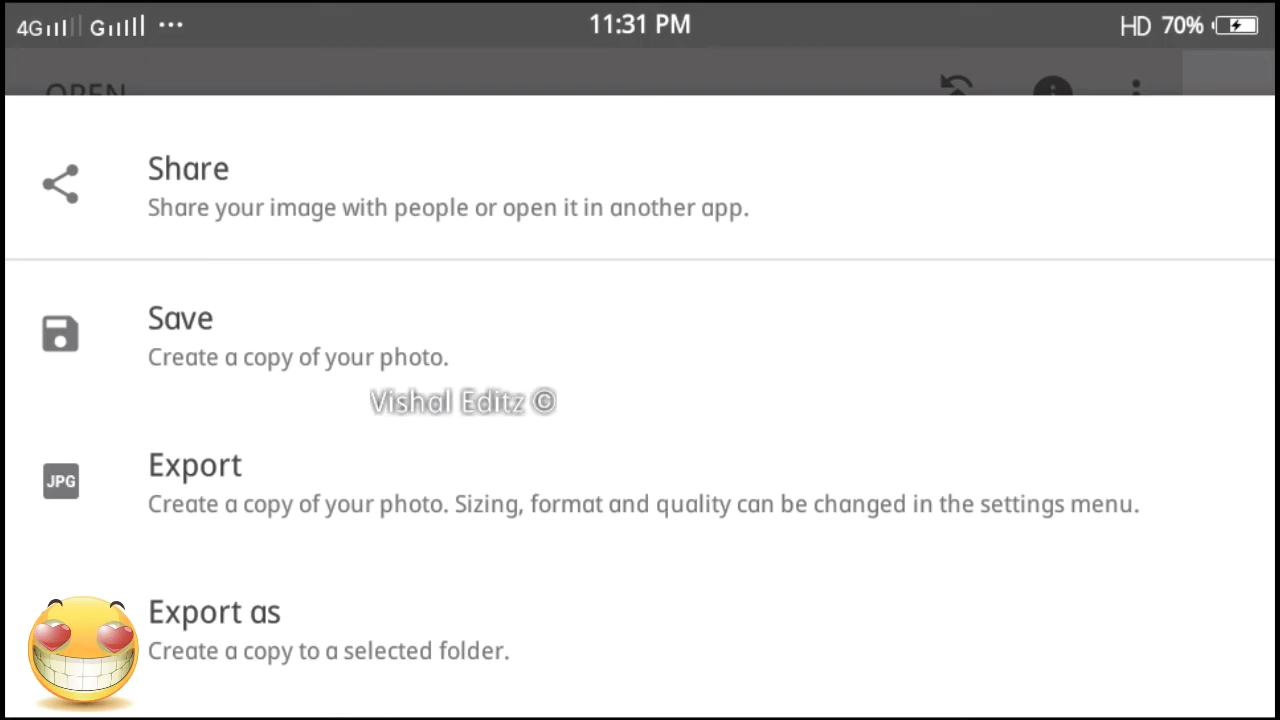 4G G ... 11:31 PM HD 70%
OPEN
Share
Share your image with people or open it in another app.
Save
Create a copy of your photo.
Vishal Editz ©
Export
JPG
Create a copy of your photo. Sizing, format and quality can be changed in the settings menu.
Export as
Create a copy to a selected folder.